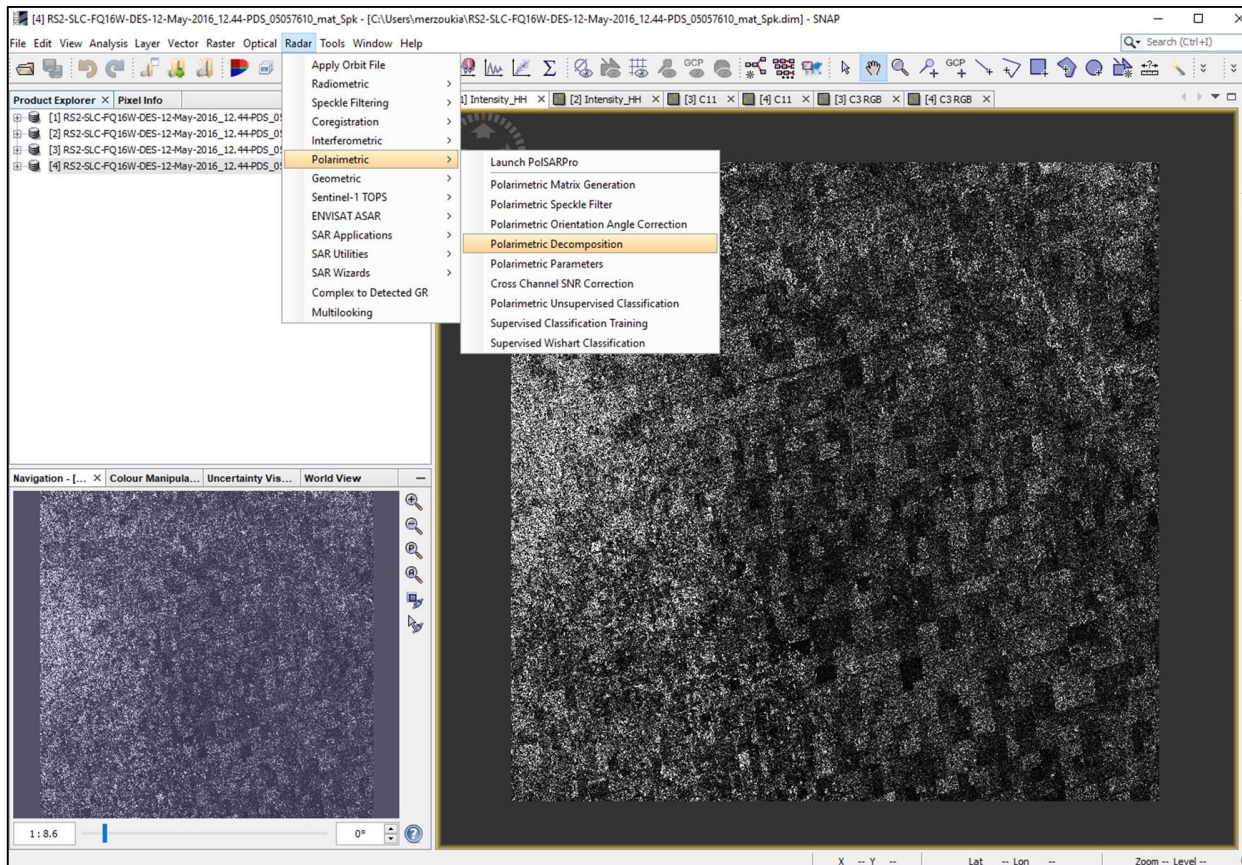 [4] RS2-SLC-FQ16W-DES-12-May-2016_12.44-PDS_05057610_mat_Spk - [C:\Users\merzoukia\RS2-SLC-FQ16W-DES-12-May-2016_12.44-PDS_05057610_mat_Spk.dim] - SNAP
File Edit View Analysis Layer Vector Raster Optical Radar Tools Window Help
Search (Ctrl+I)
GCP GCP
Product Explorer × Pixel Info
1] Intensity_HH × [2] Intensity_HH × [3] C11 × [4] C11 × [3] C3 RGB × [4] C3 RGB ×
[1] RS2-SLC-FQ16W-DES-12-May-2016_12.44-PDS_05
[2] RS2-SLC-FQ16W-DES-12-May-2016_12.44-PDS_05
[3] RS2-SLC-FQ16W-DES-12-May-2016_12.44-PDS_05
[4] RS2-SLC-FQ16W-DES-12-May-2016_12.44-PDS_05
Apply Orbit File
Radiometric
Speckle Filtering
Coregistration
Interferometric
Polarimetric
Geometric
Sentinel-1 TOPS
ENVISAT ASAR
SAR Applications
SAR Utilities
SAR Wizards
Complex to Detected GR
Multilooking
Launch PolSARPro
Polarimetric Matrix Generation
Polarimetric Speckle Filter
Polarimetric Orientation Angle Correction
Polarimetric Decomposition
Polarimetric Parameters
Cross Channel SNR Correction
Polarimetric Unsupervised Classification
Supervised Classification Training
Supervised Wishart Classification
Navigation - [... × Colour Manipula... Uncertainty Vis... World View
1 : 8.6 0°
X -- Y -- Lat -- Lon -- Zoom -- Level --